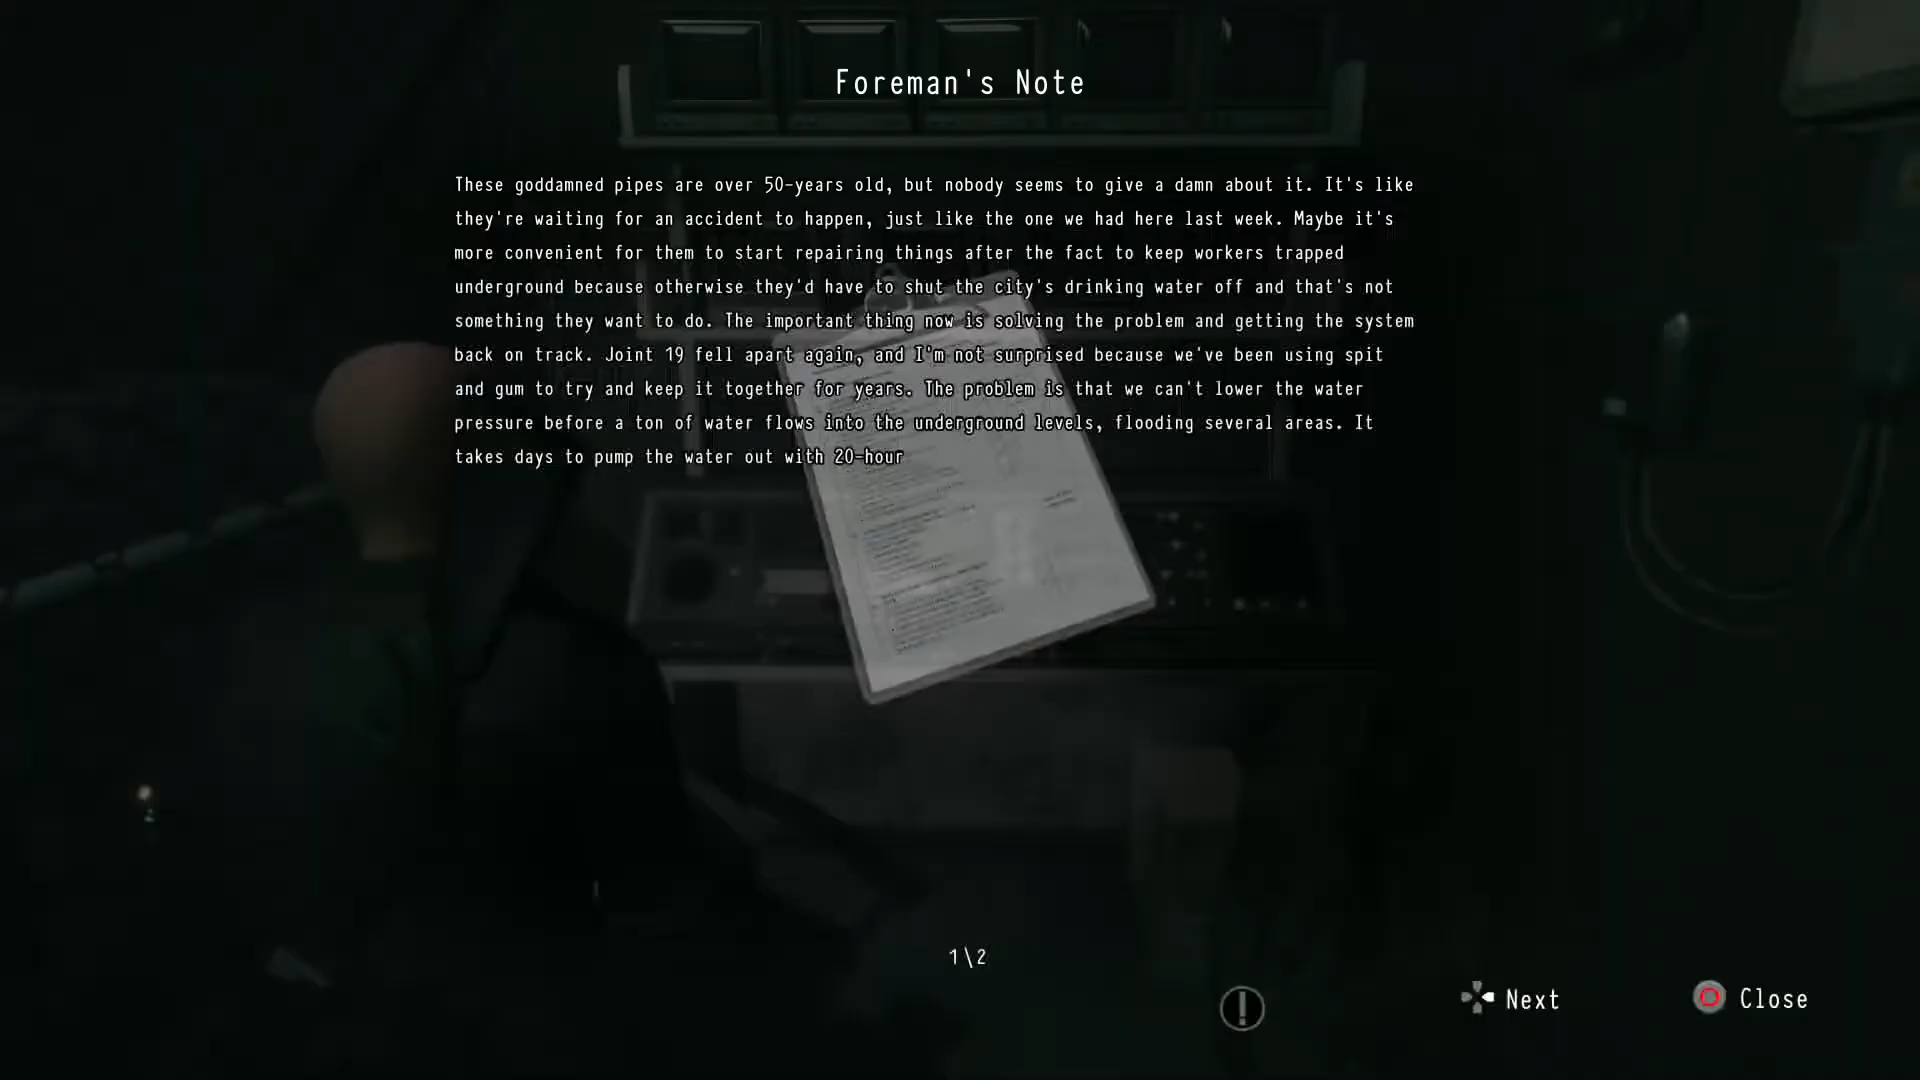 Foreman's Note
These goddamned pipes are over 50-years old, but nobody seems to give a damn about it. It's like
they're waiting for an accident to happen, just like the one we had here last week. Maybe it's
more convenient for them to start repairing things after the fact to keep workers trapped
underground because otherwise they'd have to shut the city's drinking water off and that's not
something they want to do. The important thing now is solving the problem and getting the system
back on track. Joint 19 fell apart again, and I'm not surprised because we've been using spit
and gum to try and keep it together for years. The problem is that we can't lower the water
pressure before a ton of water flows into the underground levels, flooding several areas. It
takes days to pump the water out with 20-hour
1\2
Next
Close